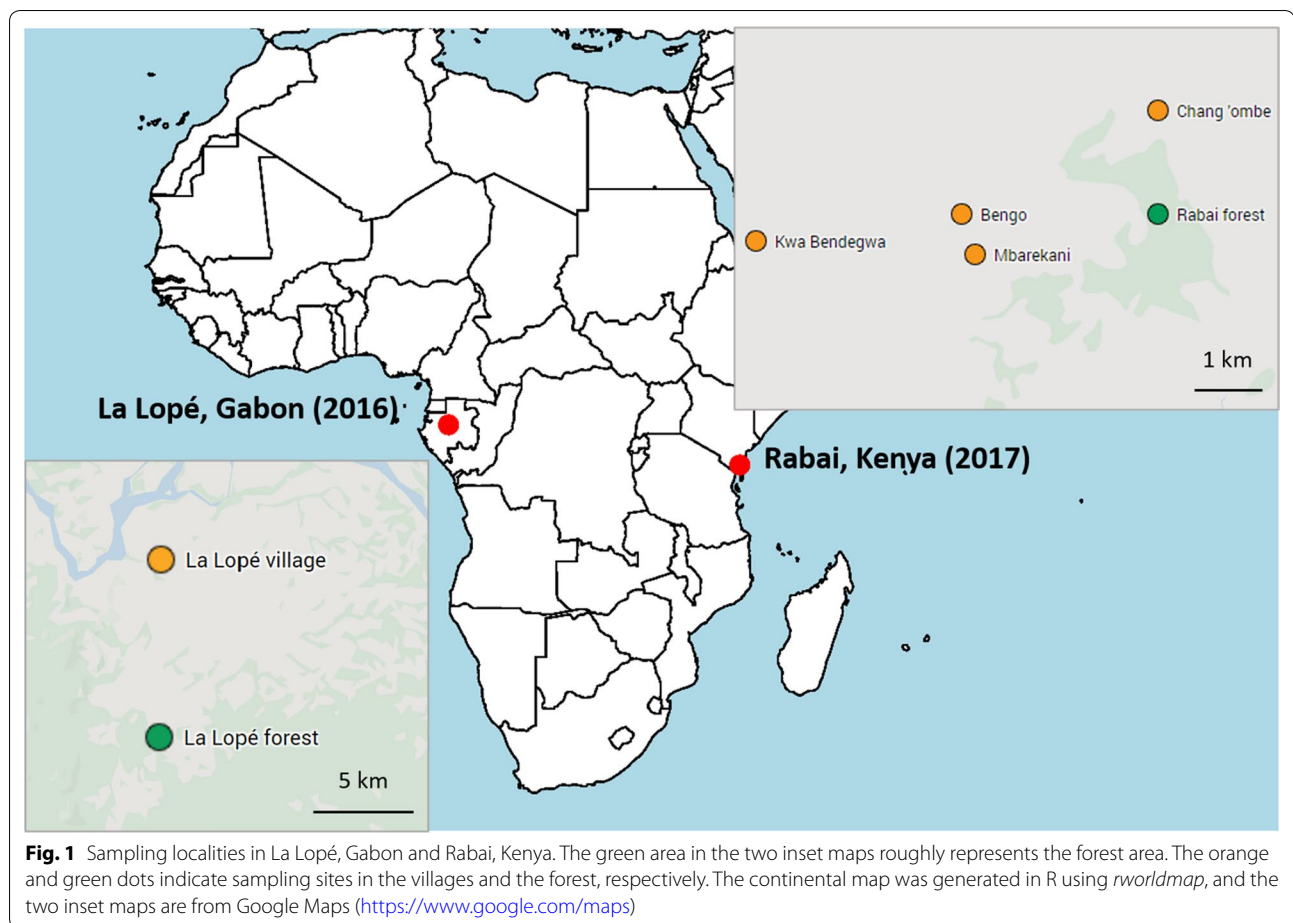 Chang 'ombe
Bengo
Rabai forest
Kwa Bendegwa
Mbarekani
1 km
La Lopé, Gabon (2016)
Rabai, Kenya (2017)
La Lopé village
La Lopé forest
5 km
Fig. 1 Sampling localities in La Lopé, Gabon and Rabai, Kenya. The green area in the two inset maps roughly represents the forest area. The orange
and green dots indicate sampling sites in the villages and the forest, respectively. The continental map was generated in R using rworldmap, and the
two inset maps are from Google Maps (https://www.google.com/maps)